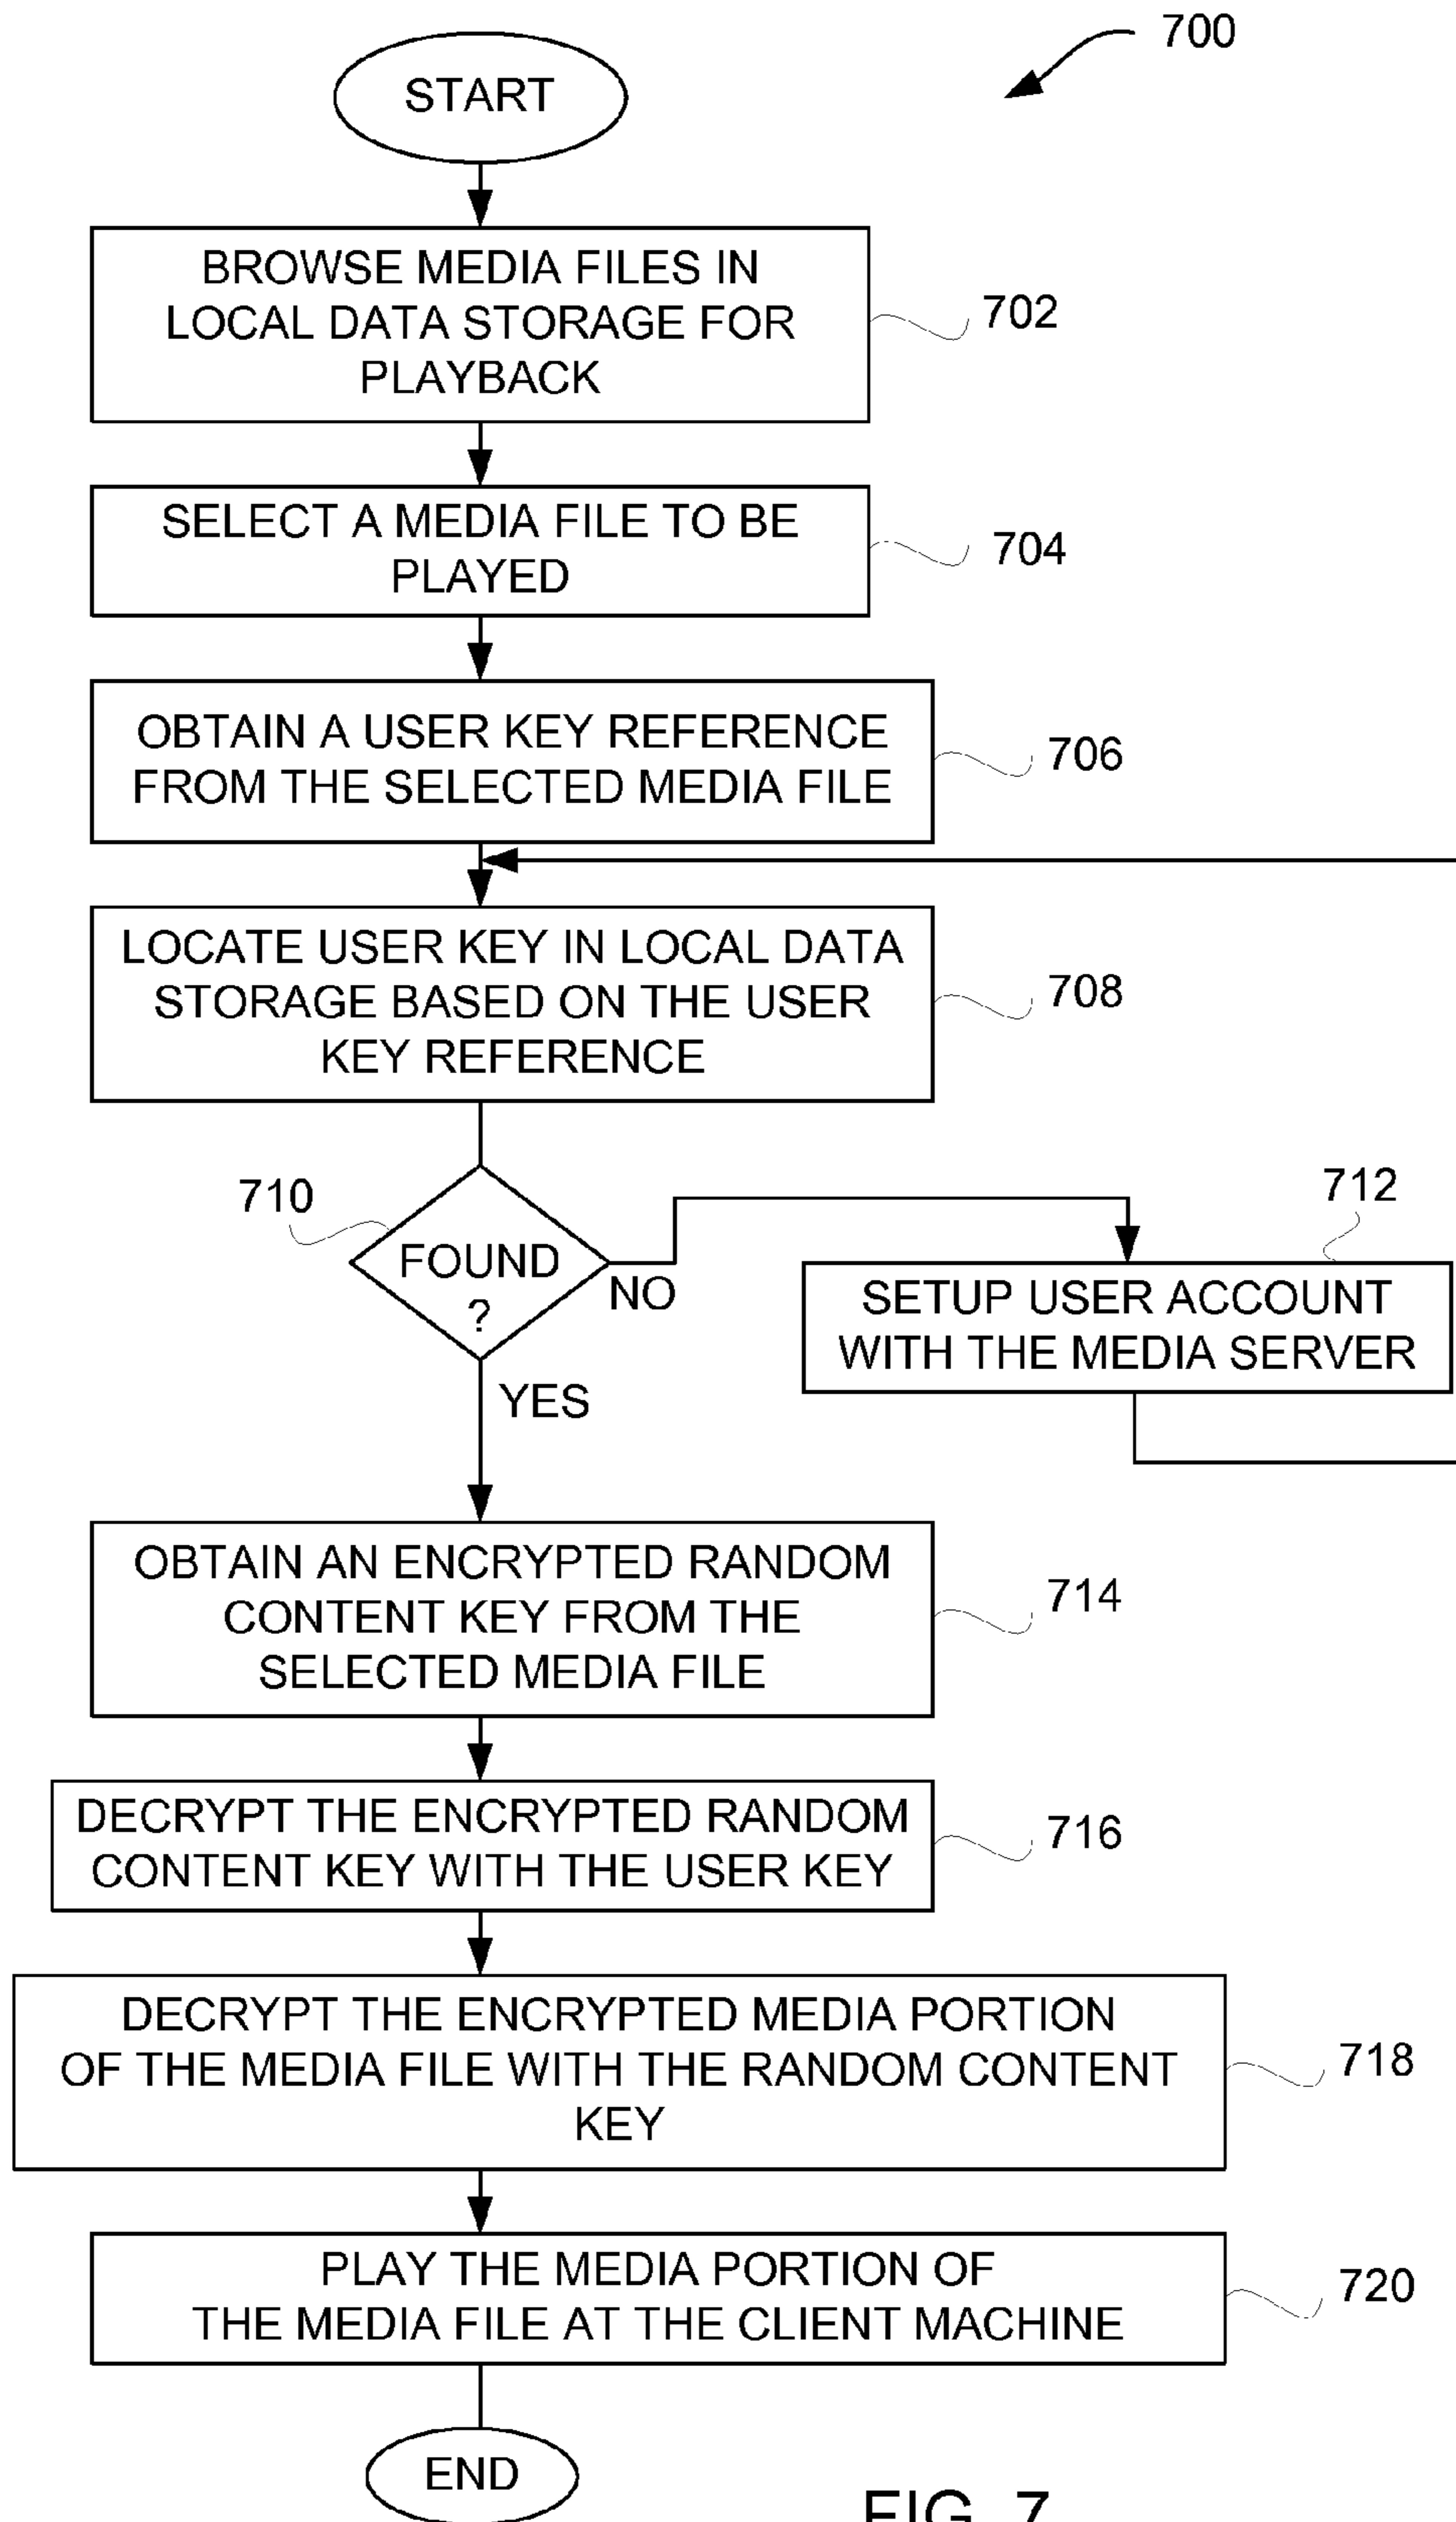 700
START
BROWSE MEDIA FILES IN
LOCAL DATA STORAGE FOR
PLAYBACK
702
SELECT A MEDIA FILE TO BE
PLAYED
704
OBTAIN A USER KEY REFERENCE
FROM THE SELECTED MEDIA FILE
706
LOCATE USER KEY IN LOCAL DATA
STORAGE BASED ON THE USER
KEY REFERENCE
708
710
FOUND
?
NO
YES
712
SETUP USER ACCOUNT
WITH THE MEDIA SERVER
OBTAIN AN ENCRYPTED RANDOM
CONTENT KEY FROM THE
SELECTED MEDIA FILE
714
DECRYPT THE ENCRYPTED RANDOM
CONTENT KEY WITH THE USER KEY
716
DECRYPT THE ENCRYPTED MEDIA PORTION
OF THE MEDIA FILE WITH THE RANDOM CONTENT
KEY
718
PLAY THE MEDIA PORTION OF
THE MEDIA FILE AT THE CLIENT MACHINE
720
END
FIG. 7